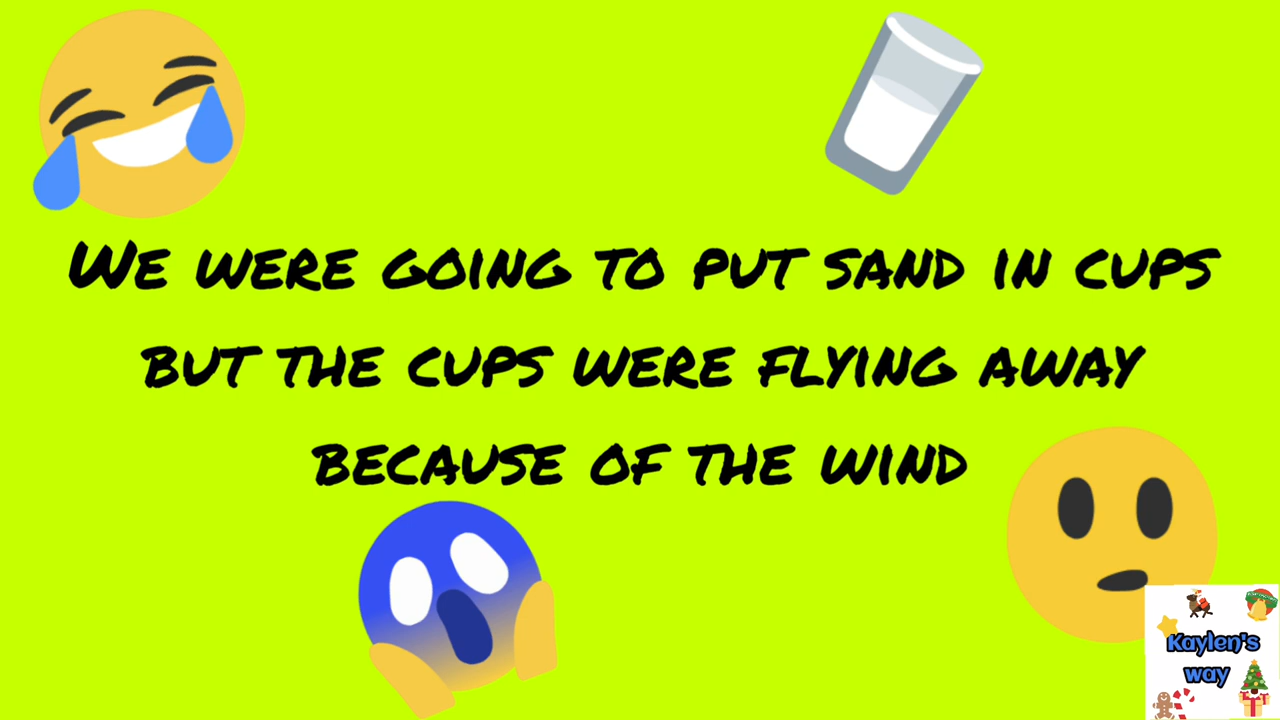 We were going to put sand in cups
but the cups were flying away
because of the wind
Kaylen's
way